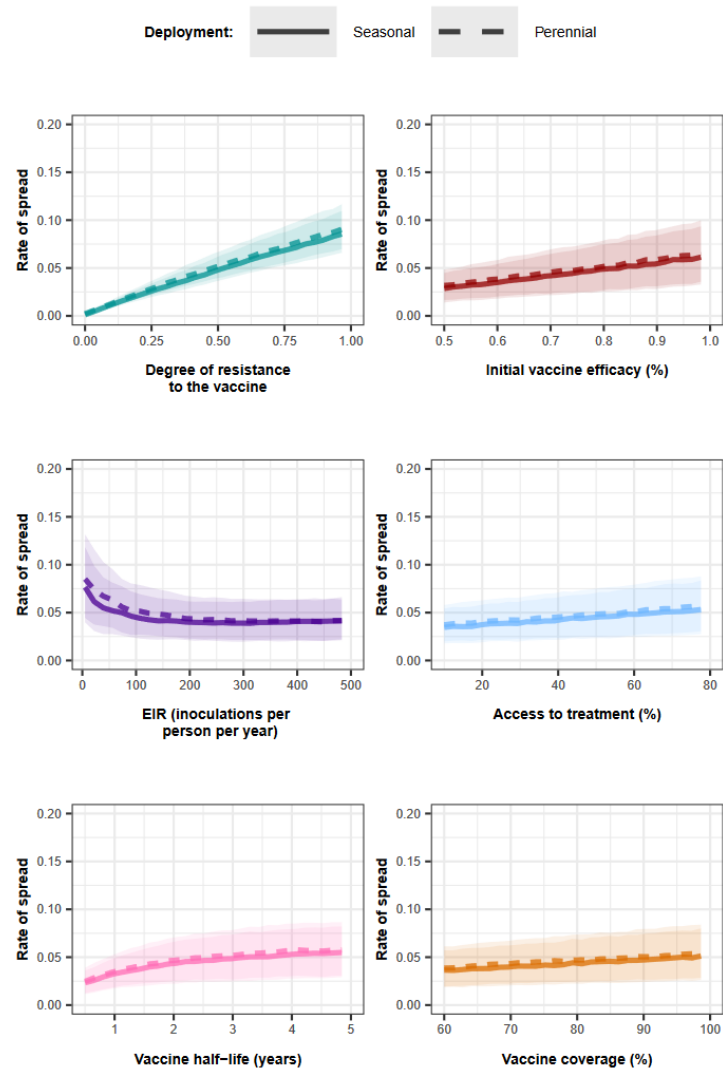 Deployment: Seasonal Perennial
0.20 0.20
0.15 0.15
0.10 0.10
0.05 0.05
0.00 0.00
Rate of spread Rate of spread
0.00 0.25 0.50 0.75 1.00 0.5 0.6 0.7 0.8 0.9 1.0
Degree of resistance Initial vaccine efficacy (%)
to the vaccine
0.20 0.20
0.15 0.15
0.10 0.10
0.05 0.05
0.00 0.00
Rate of spread Rate of spread
0 100 200 300 400 500 20 40 60 80
EIR (inoculations per Access to treatment (%)
person per year)
0.20 0.20
0.15 0.15
0.10 0.10
0.05 0.05
0.00 0.00
Rate of spread Rate of spread
1 2 3 4 5 60 70 80 90 100
Vaccine half−life (years) Vaccine coverage (%)